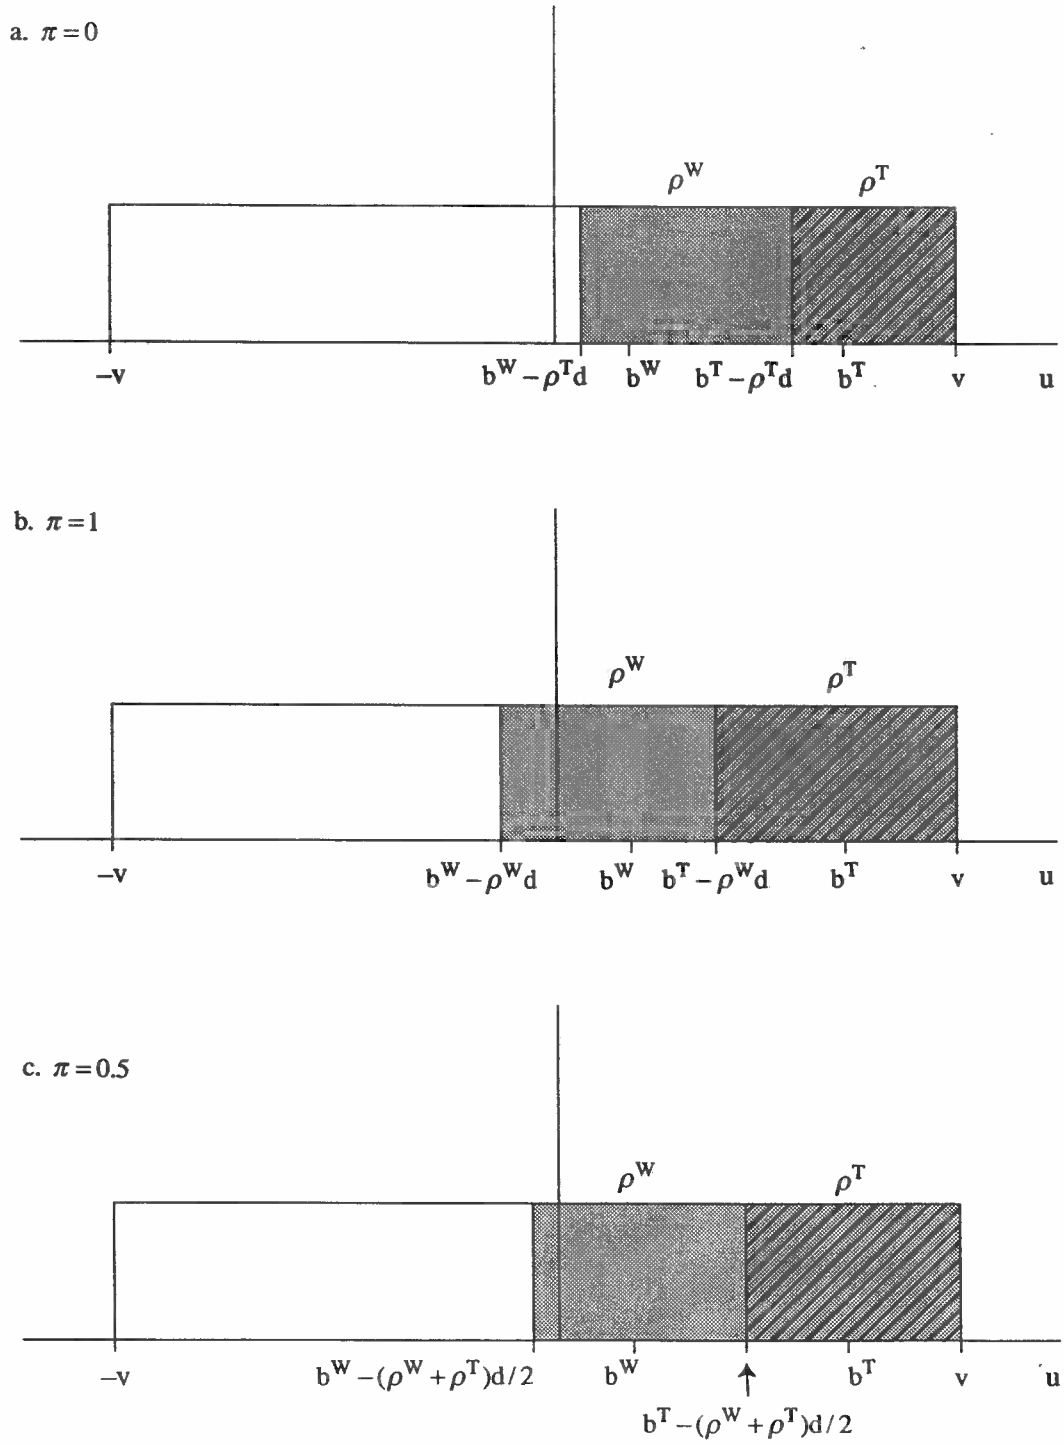 a. π = 0
ρ^W ρ^T
−v b^W − ρ^T d b^W b^T − ρ^T d b^T v u
b. π = 1
ρ^W ρ^T
−v b^W − ρ^W d b^W b^T − ρ^W d b^T v u
c. π = 0.5
ρ^W ρ^T
−v b^W − (ρ^W + ρ^T)d/2 b^W b^T v u
b^T − (ρ^W + ρ^T)d/2